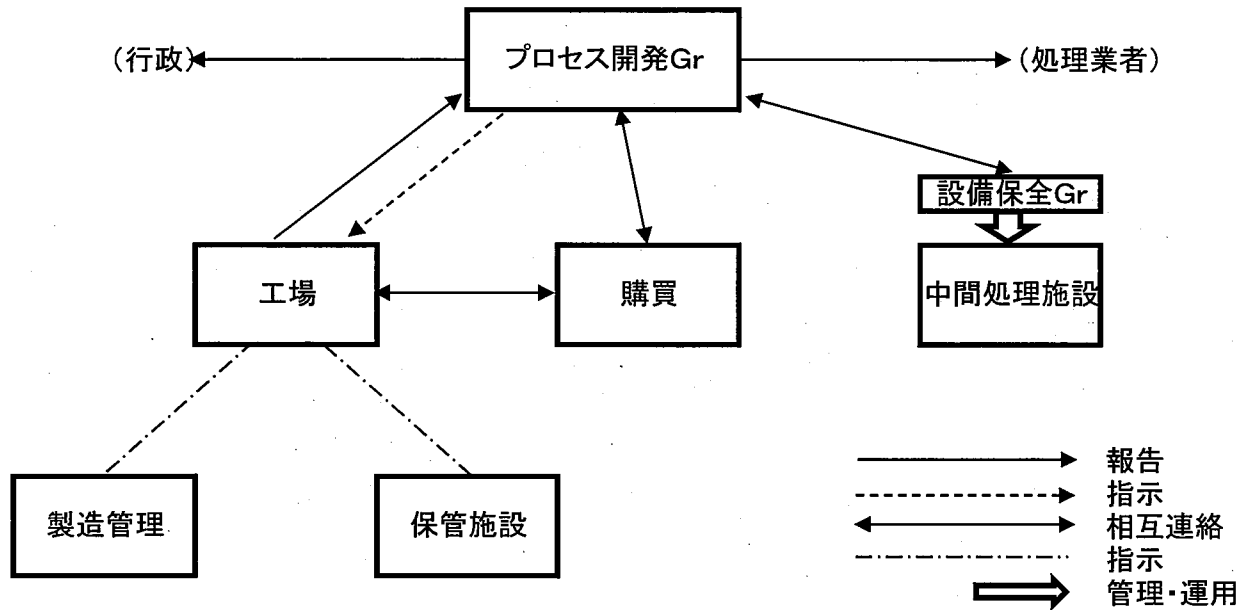 (行政)
プロセス開発Gr
(処理業者)
設備保全Gr
工場
購買
中間処理施設
製造管理
保管施設
報告
指示
相互連絡
指示
管理・運用